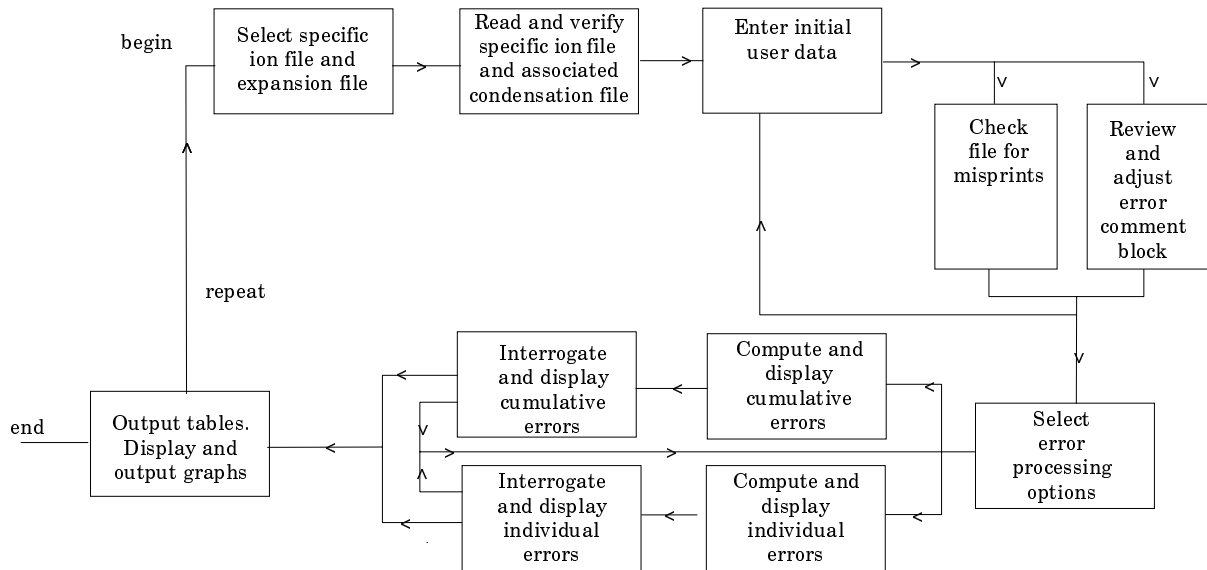 begin
Select specific
ion file and
expansion file
Read and verify
specific ion file
and associated
condensation file
Enter initial
user data
Check
file for
misprints
Review
and
adjust
error
comment
block
repeat
Interrogate
and display
cumulative
errors
Compute and
display
cumulative
errors
end
Output tables.
Display and
output graphs
Select
error
processing
options
Interrogate
and display
individual
errors
Compute and
display
individual
errors